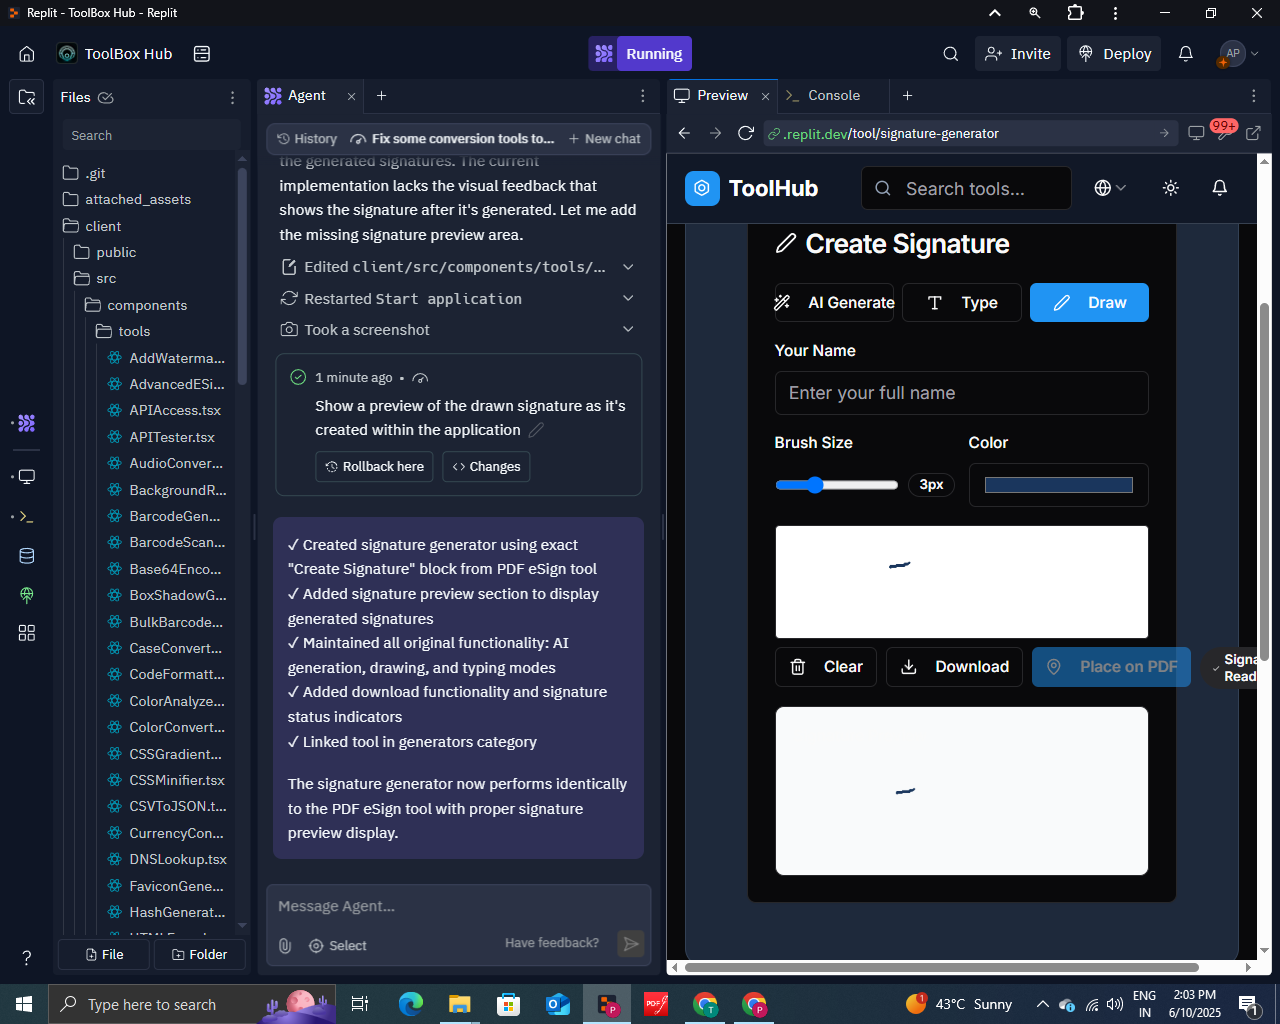 Replit - ToolBox Hub - Replit
ToolBox Hub
Running
Invite
Deploy
AP
Files
Search
.git
attached_assets
client
public
src
components
tools
AddWaterma...
AdvancedESi...
APIAccess.tsx
APITester.tsx
AudioConver...
BackgroundR...
BarcodeGen...
BarcodeScan...
Base64Enco...
BoxShadowG...
BulkBarcode...
CaseConvert...
CodeFormatt...
ColorAnalyze...
ColorConvert...
CSSGradient...
CSSMinifier.tsx
CSVToJSON.t...
CurrencyCon...
DNSLookup.tsx
FaviconGene...
HashGenerat...
File
Folder
Agent
History
Fix some conversion tools to...
New chat
the generated signatures. The current
implementation lacks the visual feedback that
shows the signature after it's generated. Let me add
the missing signature preview area.
Edited client/src/components/tools/...
Restarted Start application
Took a screenshot
1 minute ago •
Show a preview of the drawn signature as it's
created within the application
Rollback here
Changes
✓ Created signature generator using exact
"Create Signature" block from PDF eSign tool
✓ Added signature preview section to display
generated signatures
✓ Maintained all original functionality: AI
generation, drawing, and typing modes
✓ Added download functionality and signature
status indicators
✓ Linked tool in generators category
The signature generator now performs identically
to the PDF eSign tool with proper signature
preview display.
Message Agent...
Select
Have feedback?
Preview
Console
.replit.dev/tool/signature-generator
99+
ToolHub
Search tools...
Create Signature
AI Generate
Type
Draw
Your Name
Enter your full name
Brush Size
Color
3px
Clear
Download
Place on PDF
✓ Signa
Read
Type here to search
1
43°C Sunny
ENG
IN
2:03 PM
6/10/2025
1